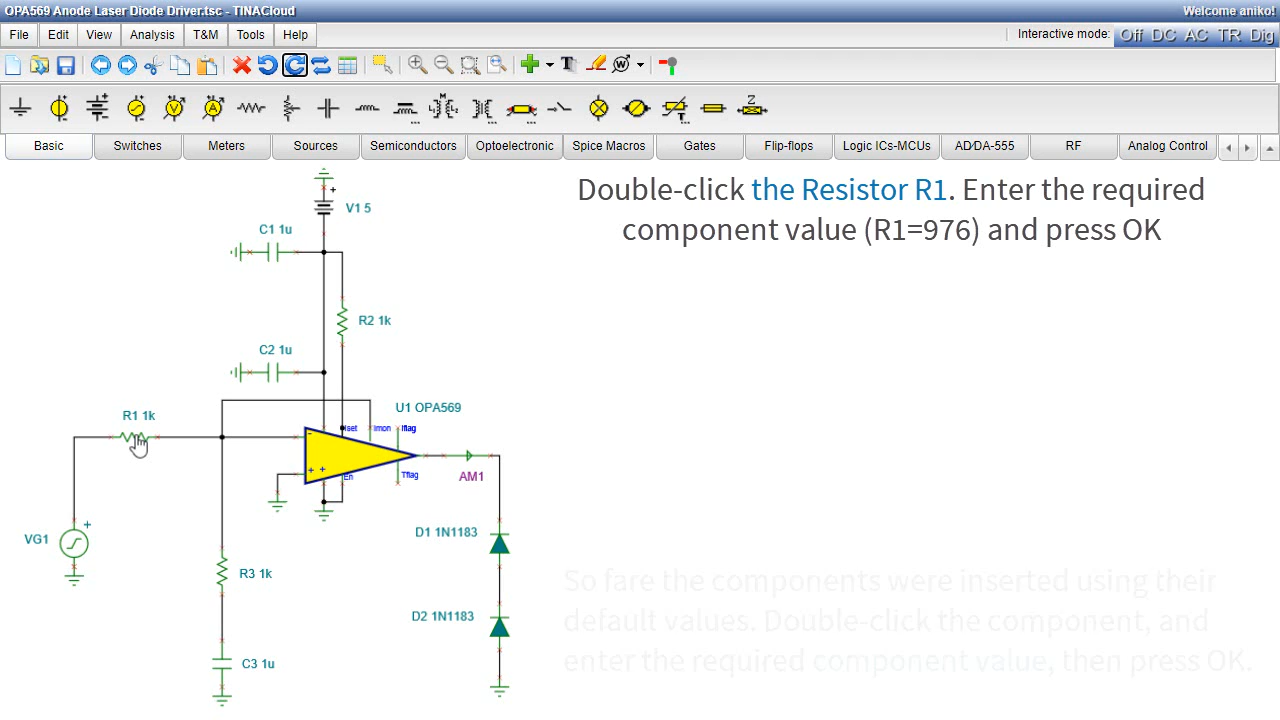 OPA569 Anode Laser Diode Driver.tsc - TINACloud
Welcome aniko!
File Edit View Analysis T&M Tools Help
Interactive mode: Off DC AC TR Dig
T
M
T
Z
Basic Switches Meters Sources Semiconductors Optoelectronic Spice Macros Gates Flip-flops Logic ICs-MCUs AD/DA-555 RF Analog Control
Double-click the Resistor R1. Enter the required
component value (R1=976) and press OK
V1 5
C1 1u
R2 1k
C2 1u
R1 1k
U1 OPA569
Iset
Imon
Iflag
Tflag
En
AM1
VG1
D1 1N1183
R3 1k
D2 1N1183
C3 1u
So fare the components were inserted using their
default values. Double-click the component, and
enter the required component value, then press OK.